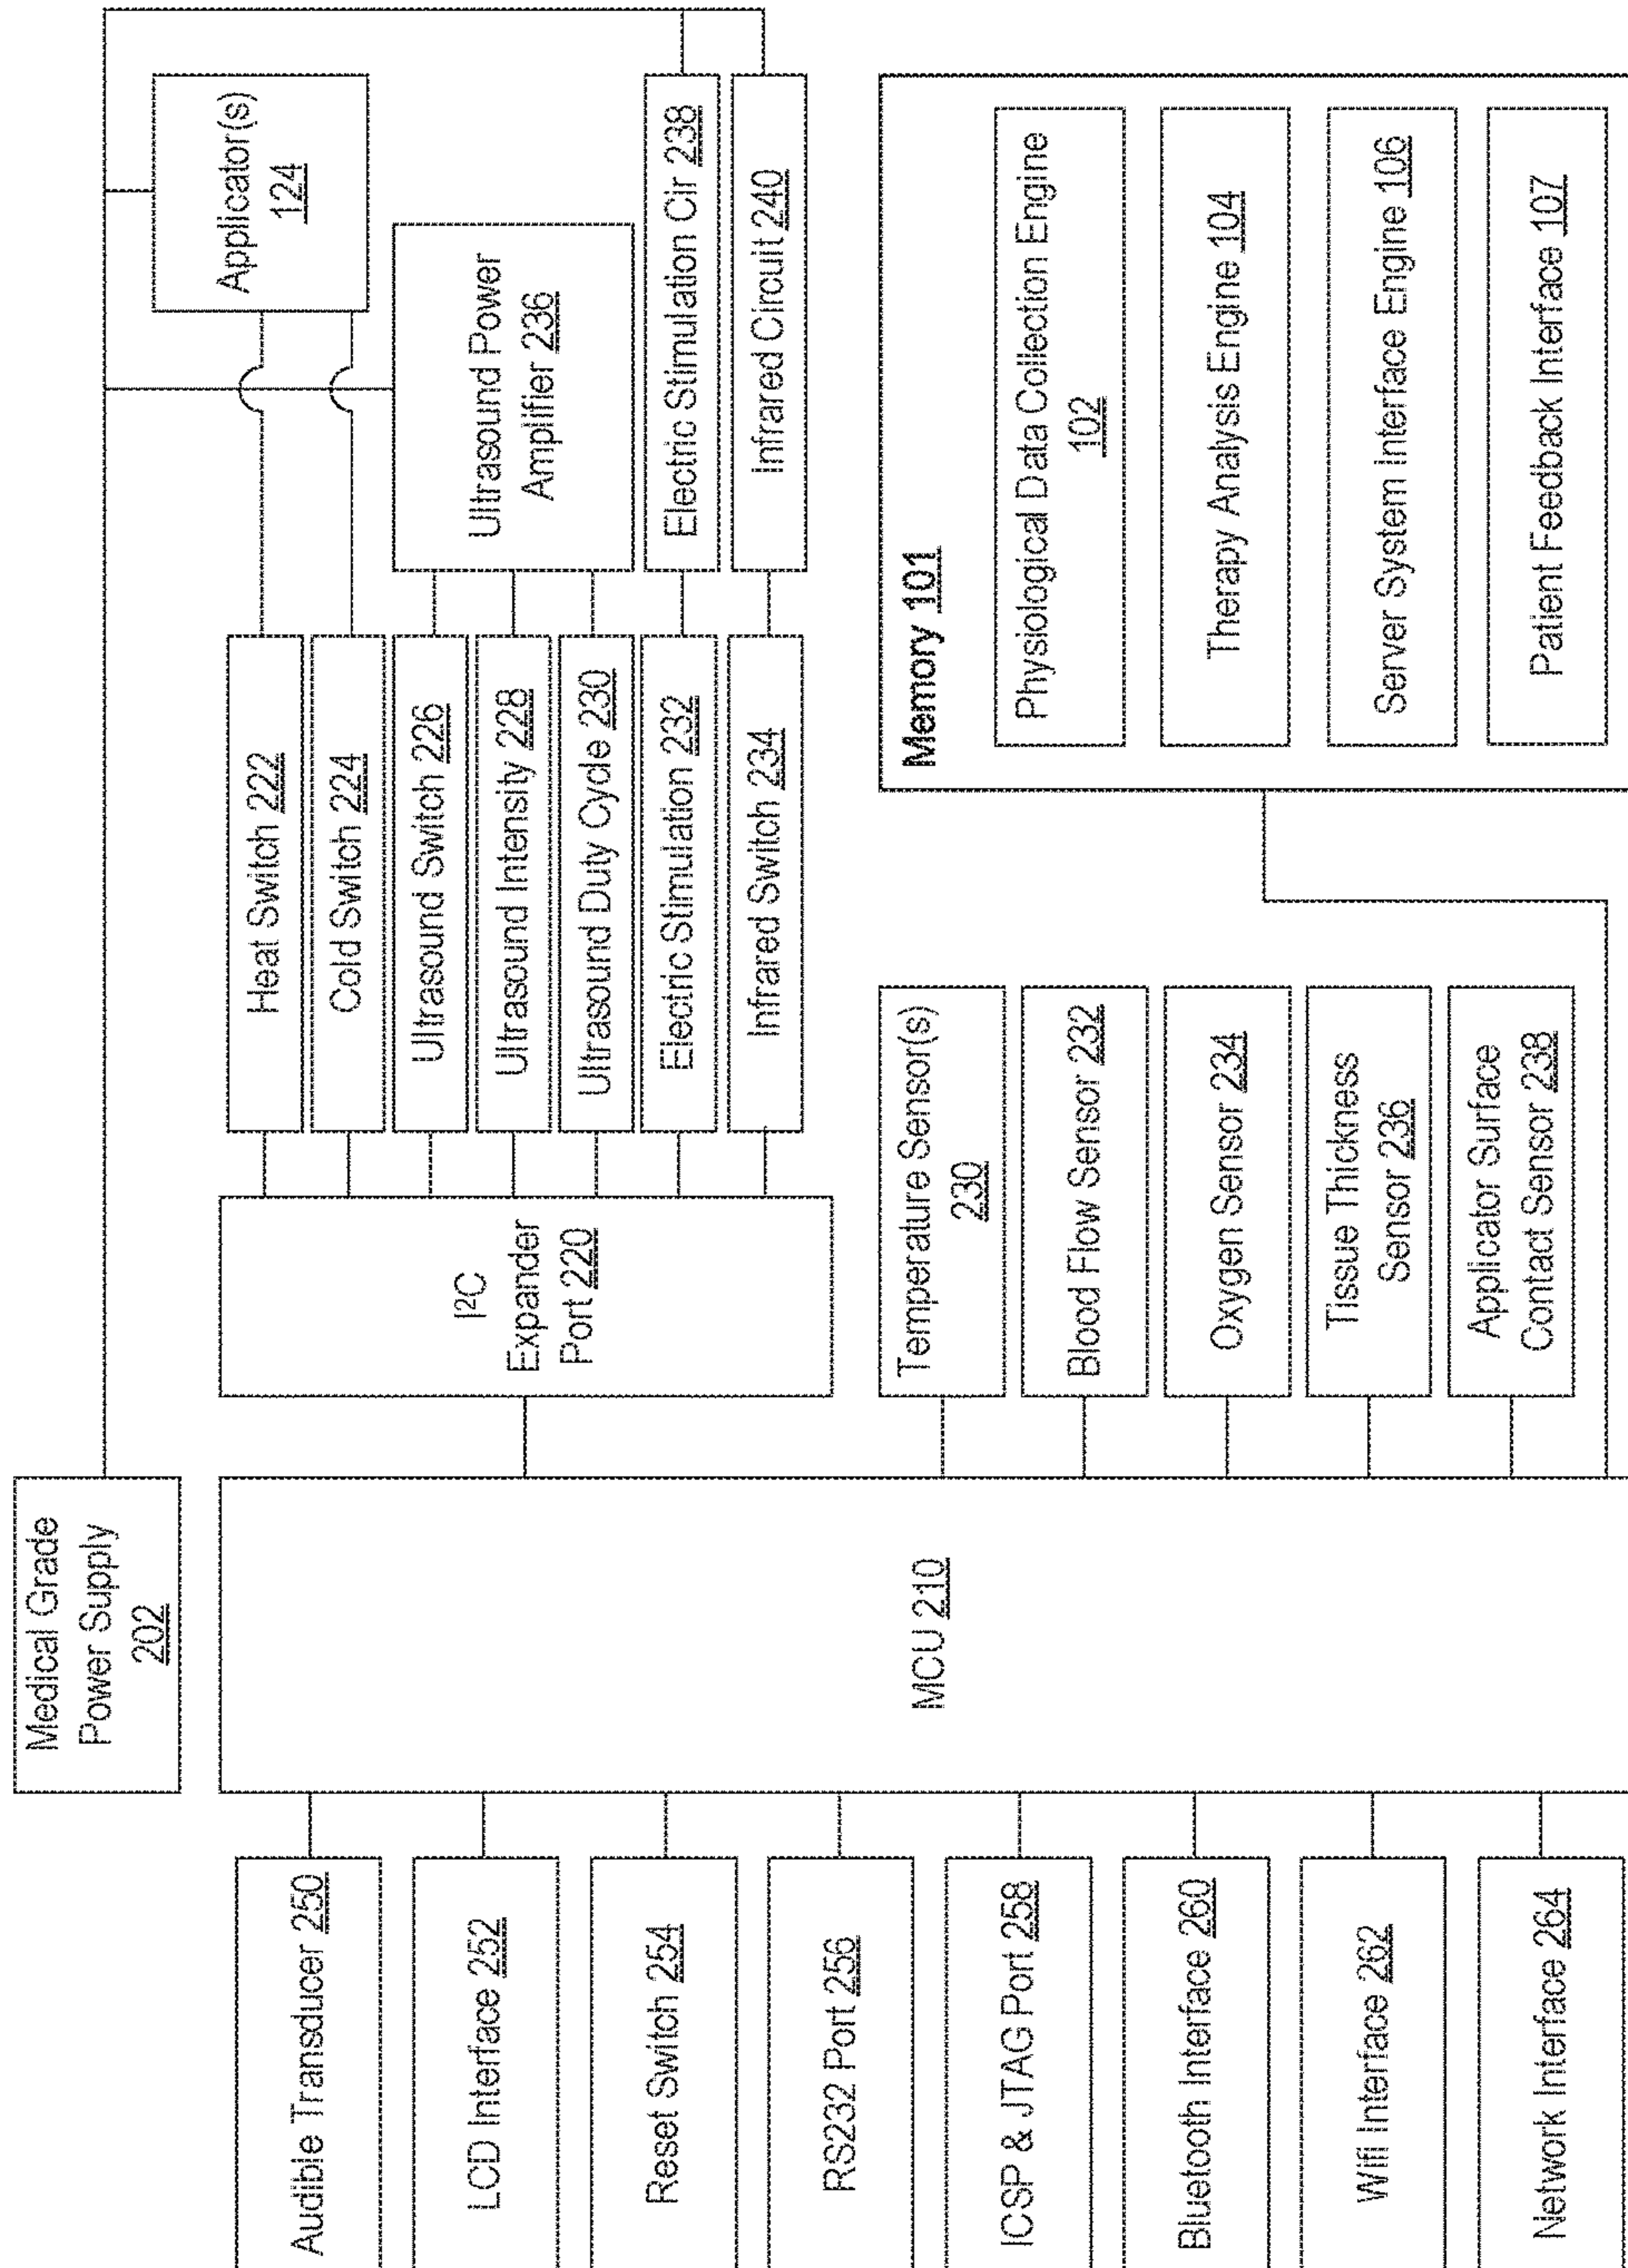 Medical Grade
Power Supply
202
Audible Transducer 250
LCD Interface 252
Reset Switch 254
RS232 Port 256
ICSP & JTAG Port 258
Bluetooth Interface 260
Wifi Interface 262
Network Interface 264
MCU 210
I²C
Expander
Port 220
Heat Switch 222
Cold Switch 224
Ultrasound Switch 226
Ultrasound Intensity 228
Ultrasound Duty Cycle 230
Electric Stimulation 232
Infrared Switch 234
Applicator(s)
124
Ultrasound Power
Amplifier 236
Electric Stimulation Cir 238
Infrared Circuit 240
Temperature Sensor(s)
230
Blood Flow Sensor 232
Oxygen Sensor 234
Tissue Thickness
Sensor 236
Applicator Surface
Contact Sensor 238
Memory 101
Physiological Data Collection Engine
102
Therapy Analysis Engine 104
Server System Interface Engine 106
Patient Feedback Interface 107